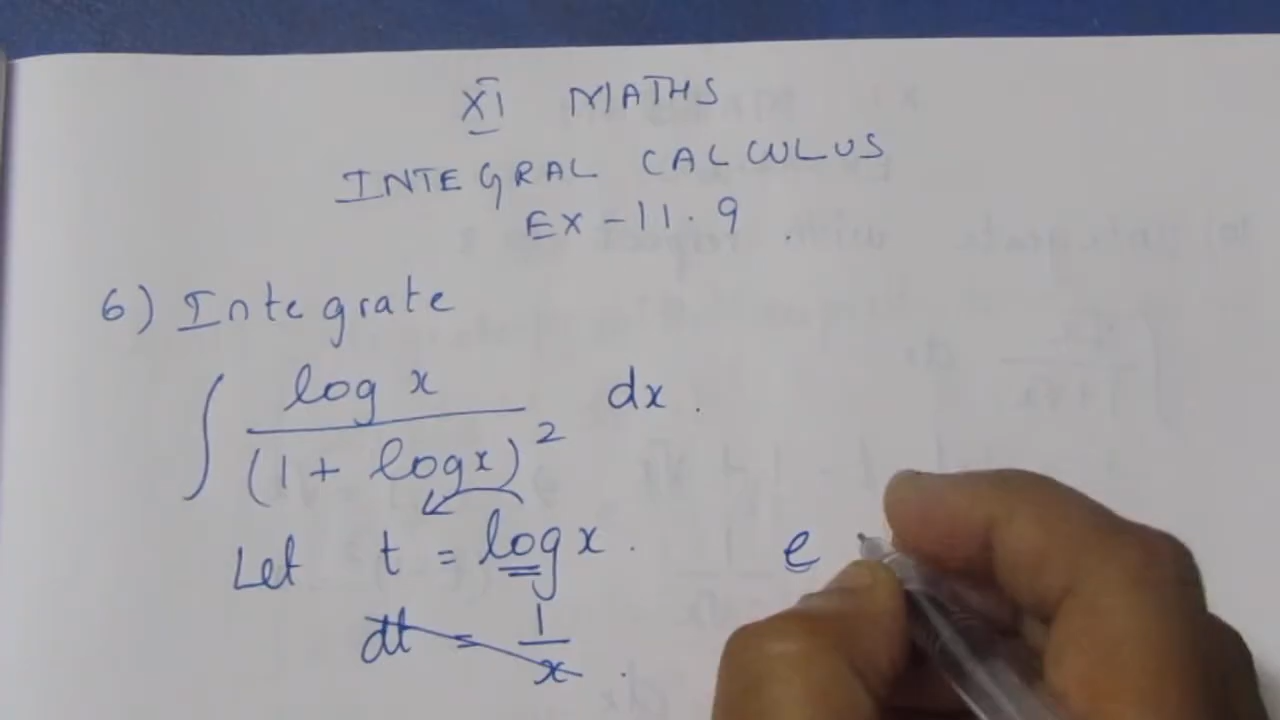 XI MATHS
INTEGRAL CALCULUS
EX - 11.9
6) Integrate
∫ log x / (1 + log x)² dx.
Let t = log x. e
dt = 1/x.